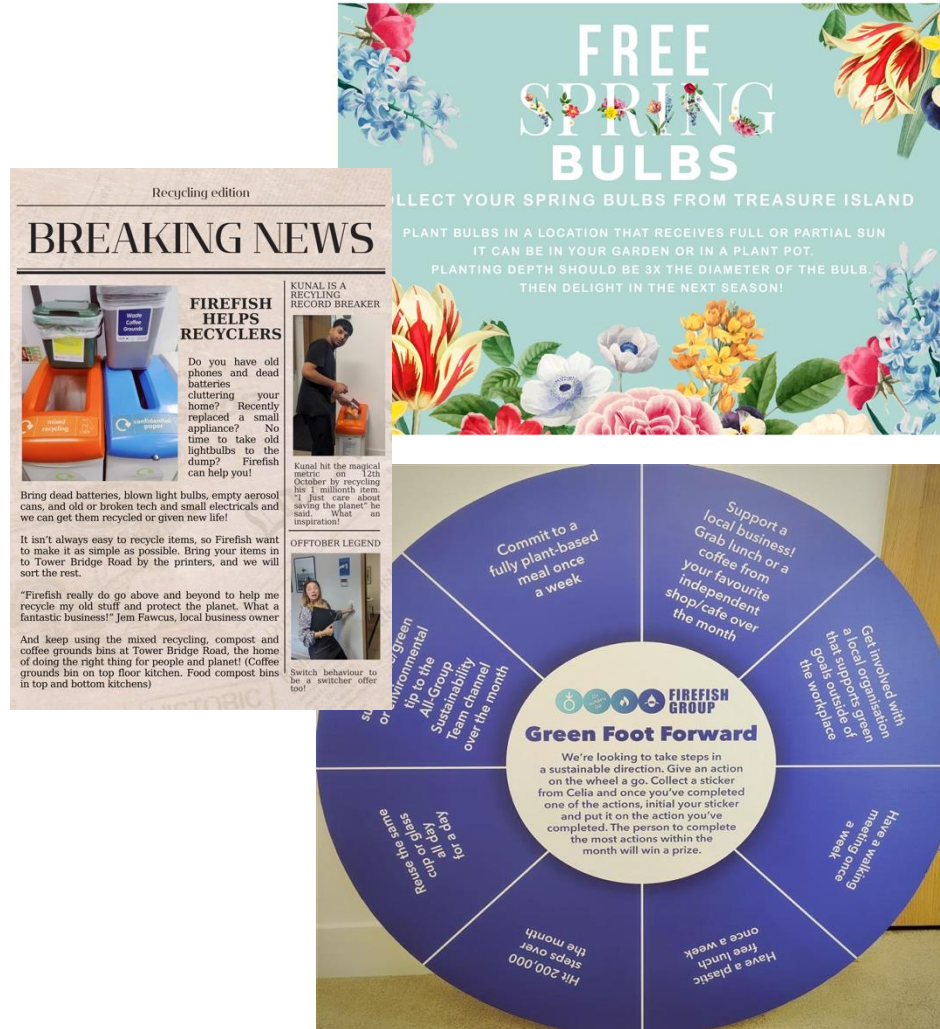 FREE
SPRING
BULBS
LLECT YOUR SPRING BULBS FROM TREASURE ISLAND
PLANT BULBS IN A LOCATION THAT RECEIVES FULL OR PARTIAL SUN
IT CAN BE IN YOUR GARDEN OR IN A PLANT POT.
PLANTING DEPTH SHOULD BE 3X THE DIAMETER OF THE BULB.
THEN DELIGHT IN THE NEXT SEASON!
Recycling edition
BREAKING NEWS
Waste
Coffee
Grounds
mixed
recycling
confidential
paper
FIREFISH
HELPS
RECYCLERS
Do you have old
phones and dead
batteries
cluttering your
home? Recently
replaced a small
appliance? No
time to take old
lightbulbs to the
dump? Firefish
can help you!
Bring dead batteries, blown light bulbs, empty aerosol
cans, and old or broken tech and small electricals and
we can get them recycled or given new life!
It isn't always easy to recycle items, so Firefish want
to make it as simple as possible. Bring your items in
to Tower Bridge Road by the printers, and we will
sort the rest.
“Firefish really do go above and beyond to help me
recycle my old stuff and protect the planet. What a
fantastic business!” Jem Fawcus, local business owner
And keep using the mixed recycling, compost and
coffee grounds bins at Tower Bridge Road, the home
of doing the right thing for people and planet! (Coffee
grounds bin on top floor kitchen. Food compost bins
in top and bottom kitchens)
KUNAL IS A
RECYLING
RECORD BREAKER
Kunal hit the magical
metric on 12th
October by recycling
his 1 millionth item.
“I Just care about
saving the planet” he
said. What an
inspiration!
OFFTOBER LEGEND
Switch behaviour to
be a switcher offer
too!
Commit to a
fully plant-based
meal once
a week
Support a
local business!
Grab lunch or a
coffee from
your favourite
independent
shop/cafe over
the month
Get involved with
a local organisation
that supports green
goals outside of
the workplace
Have a walking
meeting once
a week
Have a plastic
free lunch
once a week
Hit 200,000
steps over
the month
Reuse the same
cup or glass
all day
for a day
/green
or environmental
tip to the
All-Group
Sustainability
Team channel
over the month
FIREFISH
GROUP
Green Foot Forward
We're looking to take steps in
a sustainable direction. Give an action
on the wheel a go. Collect a sticker
from Celia and once you've completed
one of the actions, initial your sticker
and put it on the action you've
completed. The person to complete
the most actions within the
month will win a prize.